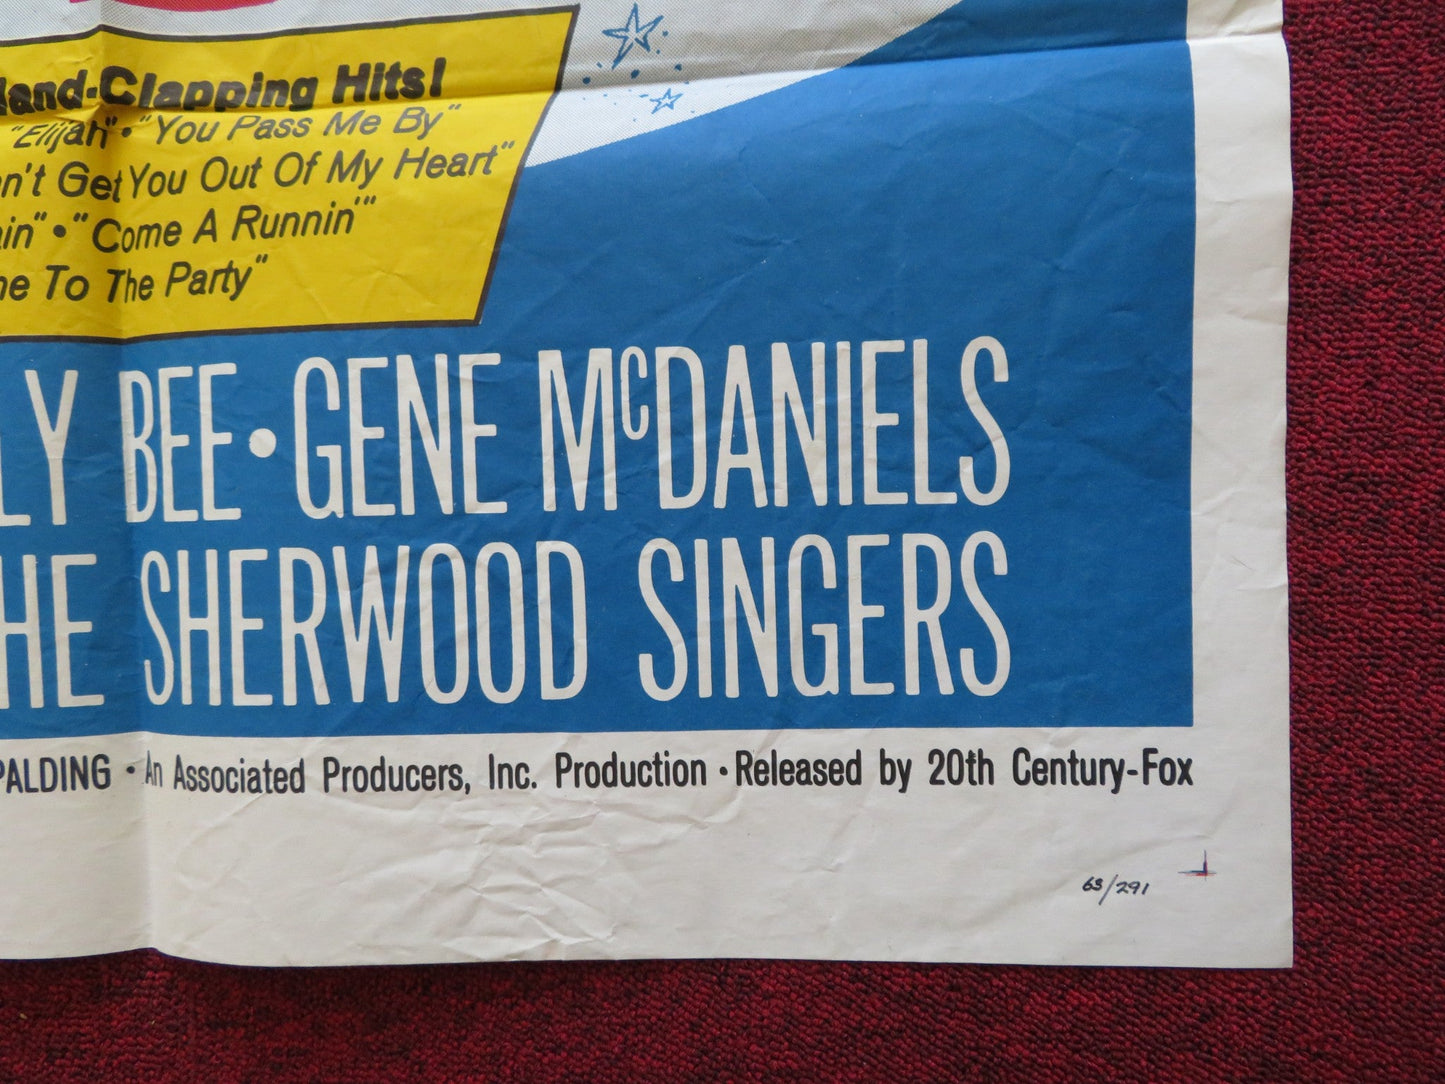 Hand-Clapping Hits!
"Elijah" • "You Pass Me By"
n't Get You Out Of My Heart"
in" • "Come A Runnin'"
ne To The Party"
LY BEE • GENE McDANIELS
HE SHERWOOD SINGERS
PALDING • An Associated Producers, Inc. Production • Released by 20th Century-Fox
63/291